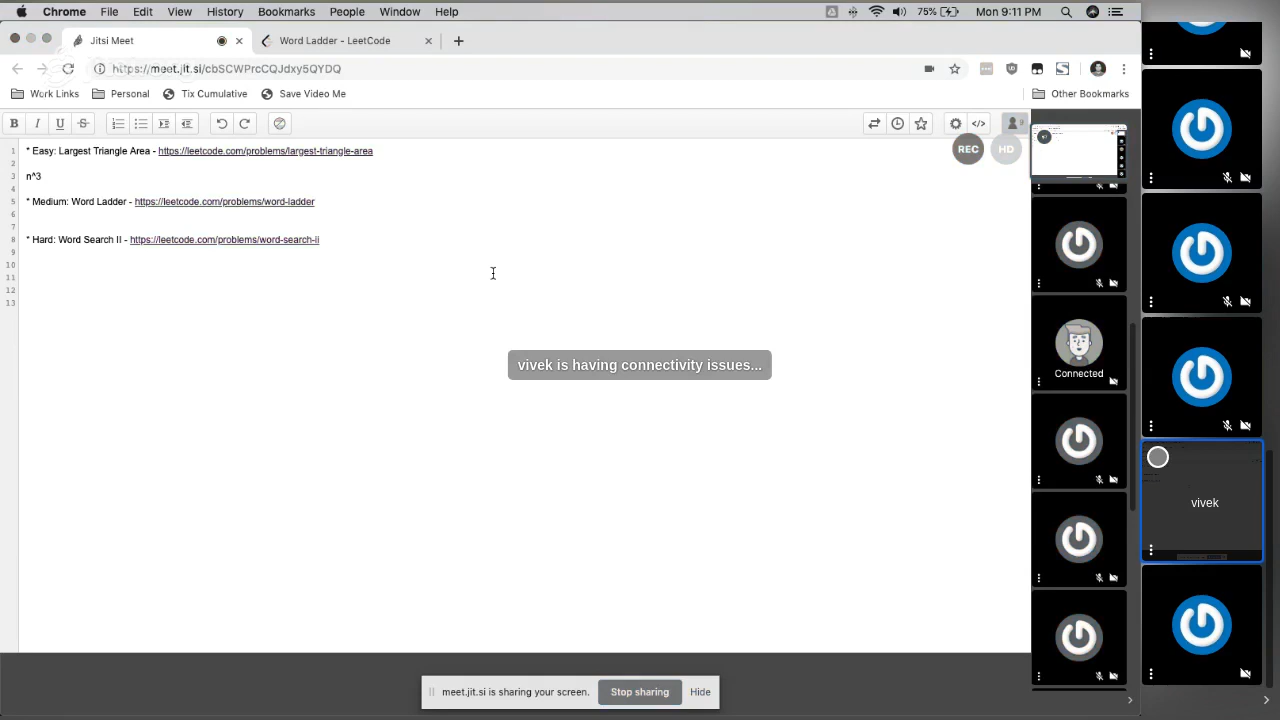 Chrome File Edit View History Bookmarks People Window Help 75% Mon 9:11 PM
Jitsi Meet Word Ladder - LeetCode
https://meet.jit.si/cbSCWPrcCQJdxy5QYDQ
Work Links Personal Tix Cumulative Save Video Me Other Bookmarks
B I U S
1 * Easy: Largest Triangle Area - https://leetcode.com/problems/largest-triangle-area
2
3 n^3
4
5 * Medium: Word Ladder - https://leetcode.com/problems/word-ladder
6
7
8 * Hard: Word Search II - https://leetcode.com/problems/word-search-ii
9
10
11
12
13
REC HD
vivek is having connectivity issues...
Connected
vivek
meet.jit.si is sharing your screen. Stop sharing Hide